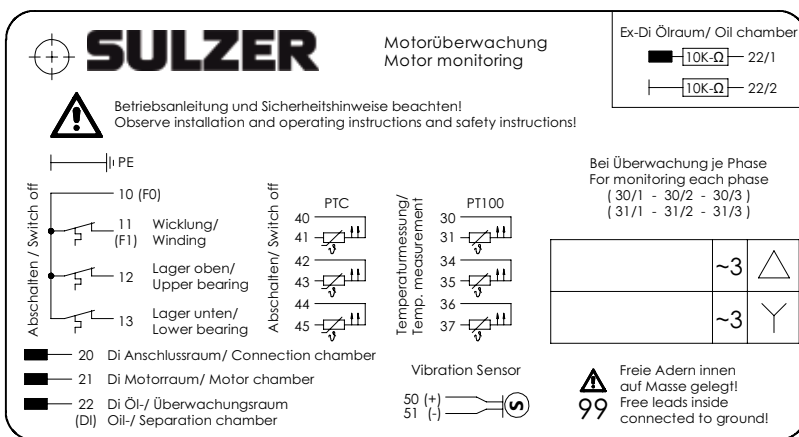 SULZER
Motorüberwachung
Motor monitoring
Ex-Di Ölraum/ Oil chamber
10K-Ω 22/1
10K-Ω 22/2
Betriebsanleitung und Sicherheitshinweise beachten!
Observe installation and operating instructions and safety instructions!
PE
Abschalten / Switch off
10 (F0)
11 Wicklung/
(F1) Winding
12 Lager oben/
Upper bearing
13 Lager unten/
Lower bearing
Abschalten / Switch off
PTC
40
41
42
43
44
45
Temperaturmessung/
Temp. measurement
PT100
30
31
34
35
36
37
Bei Überwachung je Phase
For monitoring each phase
( 30/1 - 30/2 - 30/3 )
( 31/1 - 31/2 - 31/3 )
~3
~3
20 Di Anschlussraum/ Connection chamber
21 Di Motorraum/ Motor chamber
22 Di Öl-/ Überwachungsraum
(DI) Oil-/ Separation chamber
Vibration Sensor
50 (+)
51 (-)
S
99
Freie Adern innen
auf Masse gelegt!
Free leads inside
connected to ground!